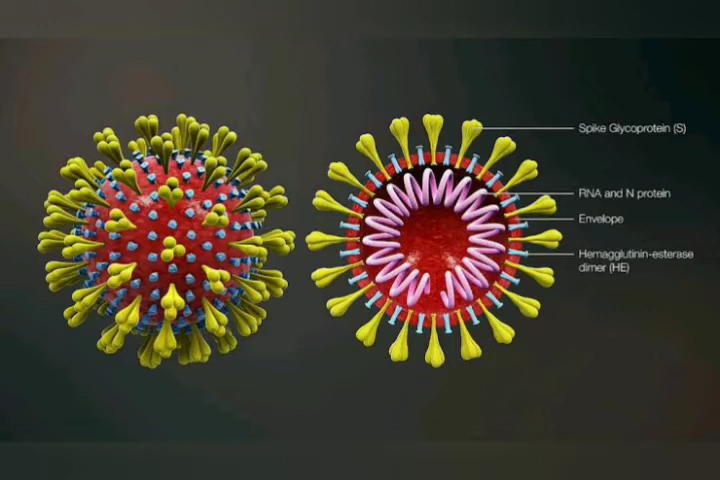 Spike Glycoprotein (S)
RNA and N protein
Envelope
Hemagglutinin-esterase
dimer (HE)